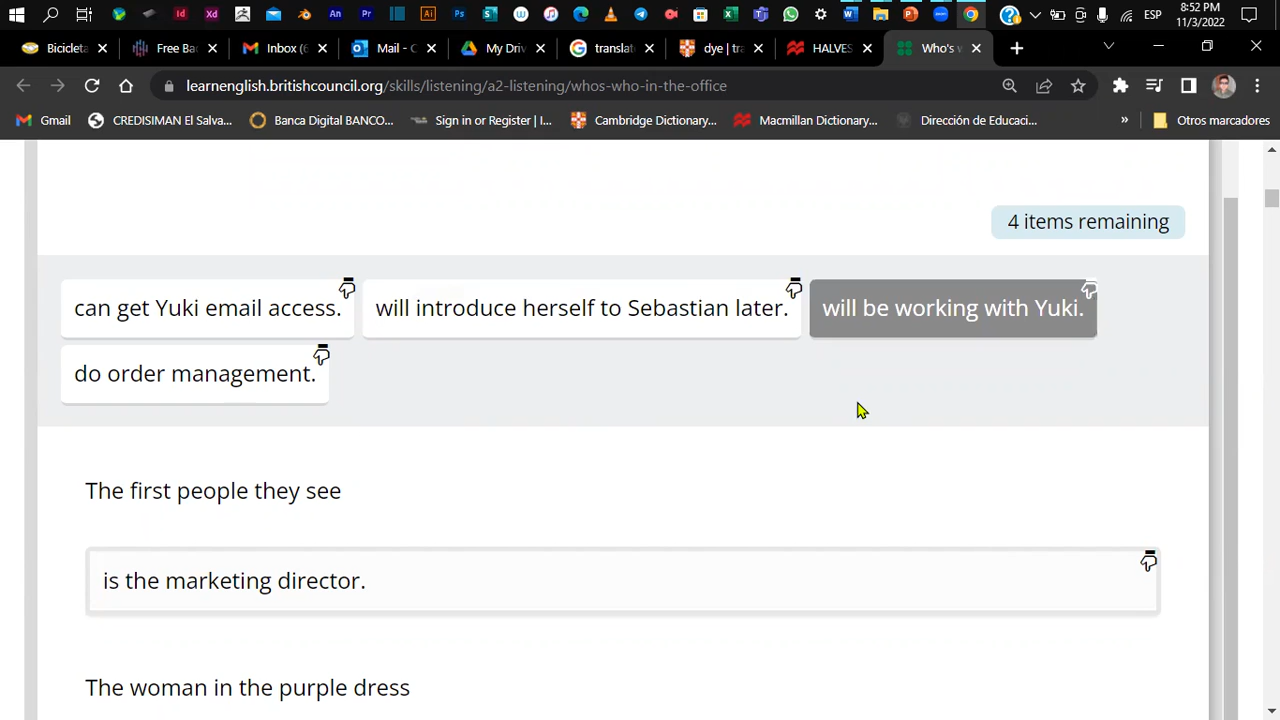 8:52 PM
ESP
11/3/2022
Bicicleta
Free Ba
Inbox (6
Mail - C
My Driv
translat
dye | tra
HALVES
Who's w
learnenglish.britishcouncil.org/skills/listening/a2-listening/whos-who-in-the-office
Gmail
CREDISIMAN El Salva...
Banca Digital BANCO...
Sign in or Register | I...
Cambridge Dictionary...
Macmillan Dictionary...
Dirección de Educaci...
»
Otros marcadores
4 items remaining
can get Yuki email access.
will introduce herself to Sebastian later.
will be working with Yuki.
do order management.
The first people they see
is the marketing director.
The woman in the purple dress